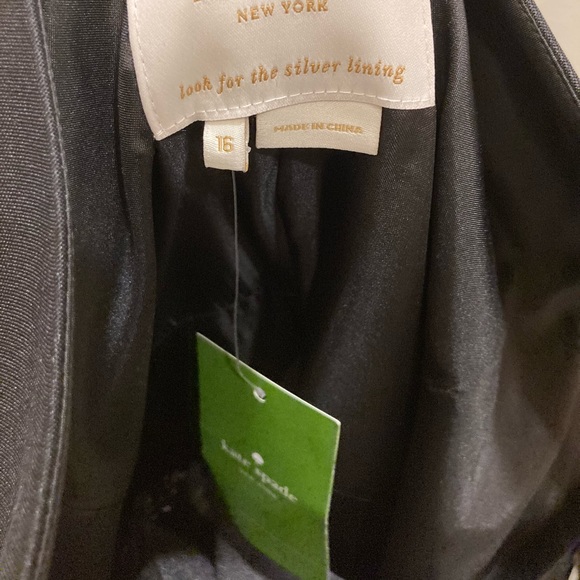 NEW YORK
look for the silver lining
16
MADE IN CHINA
kate spade